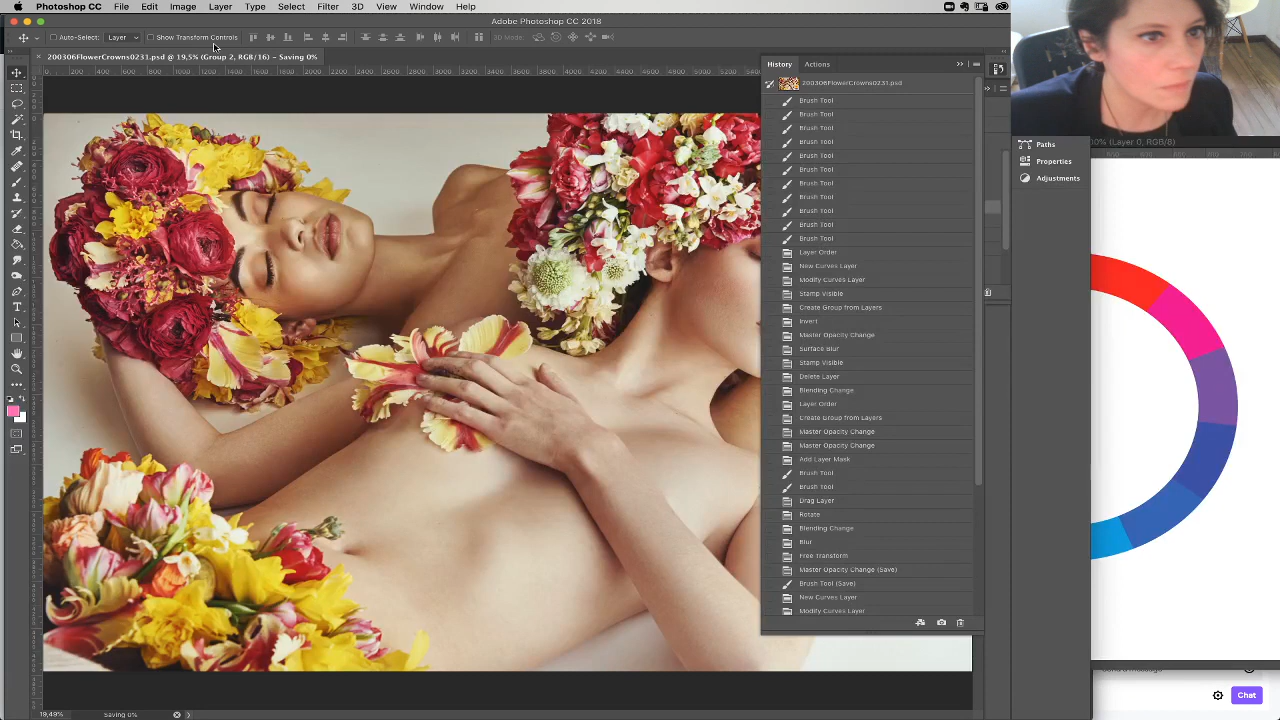 Photoshop CC File Edit Image Layer Type Select Filter 3D View Window Help
Adobe Photoshop CC 2018
Auto-Select: Layer Show Transform Controls 3D Mode:
200306FlowerCrowns0231.psd @ 19,5% (Group 2, RGB/16) – Saving 0%
History Actions
200306FlowerCrowns0231.psd
Brush Tool
Brush Tool
Brush Tool
Brush Tool
Brush Tool
Brush Tool
Brush Tool
Brush Tool
Brush Tool
Brush Tool
Brush Tool
Layer Order
New Curves Layer
Modify Curves Layer
Stamp Visible
Create Group from Layers
Invert
Master Opacity Change
Surface Blur
Stamp Visible
Delete Layer
Blending Change
Layer Order
Create Group from Layers
Master Opacity Change
Master Opacity Change
Add Layer Mask
Brush Tool
Brush Tool
Drag Layer
Rotate
Blending Change
Blur
Free Transform
Master Opacity Change (Save)
Brush Tool (Save)
New Curves Layer
Modify Curves Layer
Paths
Properties
Adjustments
0% (Layer 0, RGB/8)
Chat
19,49% Saving 0%